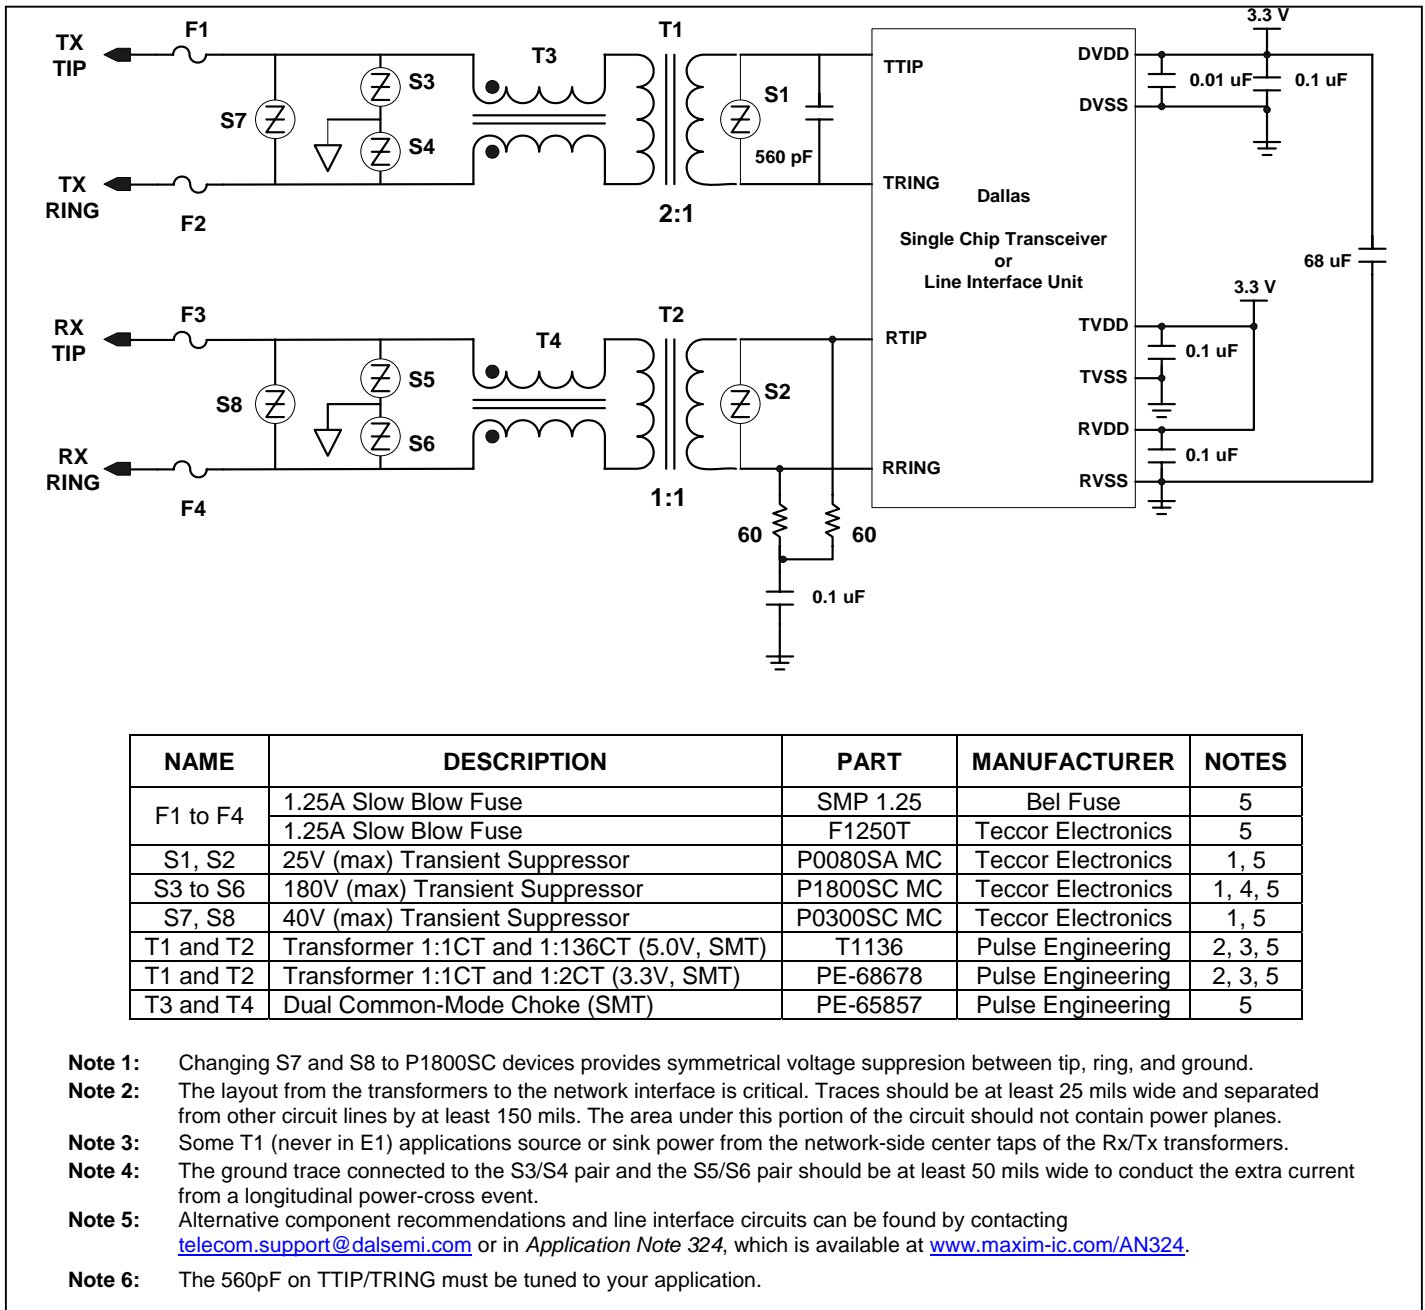 3.3 V
F1
T1
TX
TIP
T3
TTIP
DVDD
S3
S1
0.01 uF
0.1 uF
S7
DVSS
S4
560 pF
TX
RING
TRING
Dallas
F2
2:1
Single Chip Transceiver
or
Line Interface Unit
68 uF
3.3 V
F3
T2
RX
TIP
T4
RTIP
TVDD
0.1 uF
S5
TVSS
S8
S2
S6
RVDD
RX
RING
RRING
0.1 uF
RVSS
F4
1:1
60
60
0.1 uF
NAME DESCRIPTION PART MANUFACTURER NOTES
F1 to F4 1.25A Slow Blow Fuse SMP 1.25 Bel Fuse 5
1.25A Slow Blow Fuse F1250T Teccor Electronics 5
S1, S2 25V (max) Transient Suppressor P0080SA MC Teccor Electronics 1, 5
S3 to S6 180V (max) Transient Suppressor P1800SC MC Teccor Electronics 1, 4, 5
S7, S8 40V (max) Transient Suppressor P0300SC MC Teccor Electronics 1, 5
T1 and T2 Transformer 1:1CT and 1:136CT (5.0V, SMT) T1136 Pulse Engineering 2, 3, 5
T1 and T2 Transformer 1:1CT and 1:2CT (3.3V, SMT) PE-68678 Pulse Engineering 2, 3, 5
T3 and T4 Dual Common-Mode Choke (SMT) PE-65857 Pulse Engineering 5
Note 1: Changing S7 and S8 to P1800SC devices provides symmetrical voltage suppresion between tip, ring, and ground.
Note 2: The layout from the transformers to the network interface is critical. Traces should be at least 25 mils wide and separated
from other circuit lines by at least 150 mils. The area under this portion of the circuit should not contain power planes.
Note 3: Some T1 (never in E1) applications source or sink power from the network-side center taps of the Rx/Tx transformers.
Note 4: The ground trace connected to the S3/S4 pair and the S5/S6 pair should be at least 50 mils wide to conduct the extra current
from a longitudinal power-cross event.
Note 5: Alternative component recommendations and line interface circuits can be found by contacting
telecom.support@dalsemi.com or in Application Note 324, which is available at www.maxim-ic.com/AN324.
Note 6: The 560pF on TTIP/TRING must be tuned to your application.